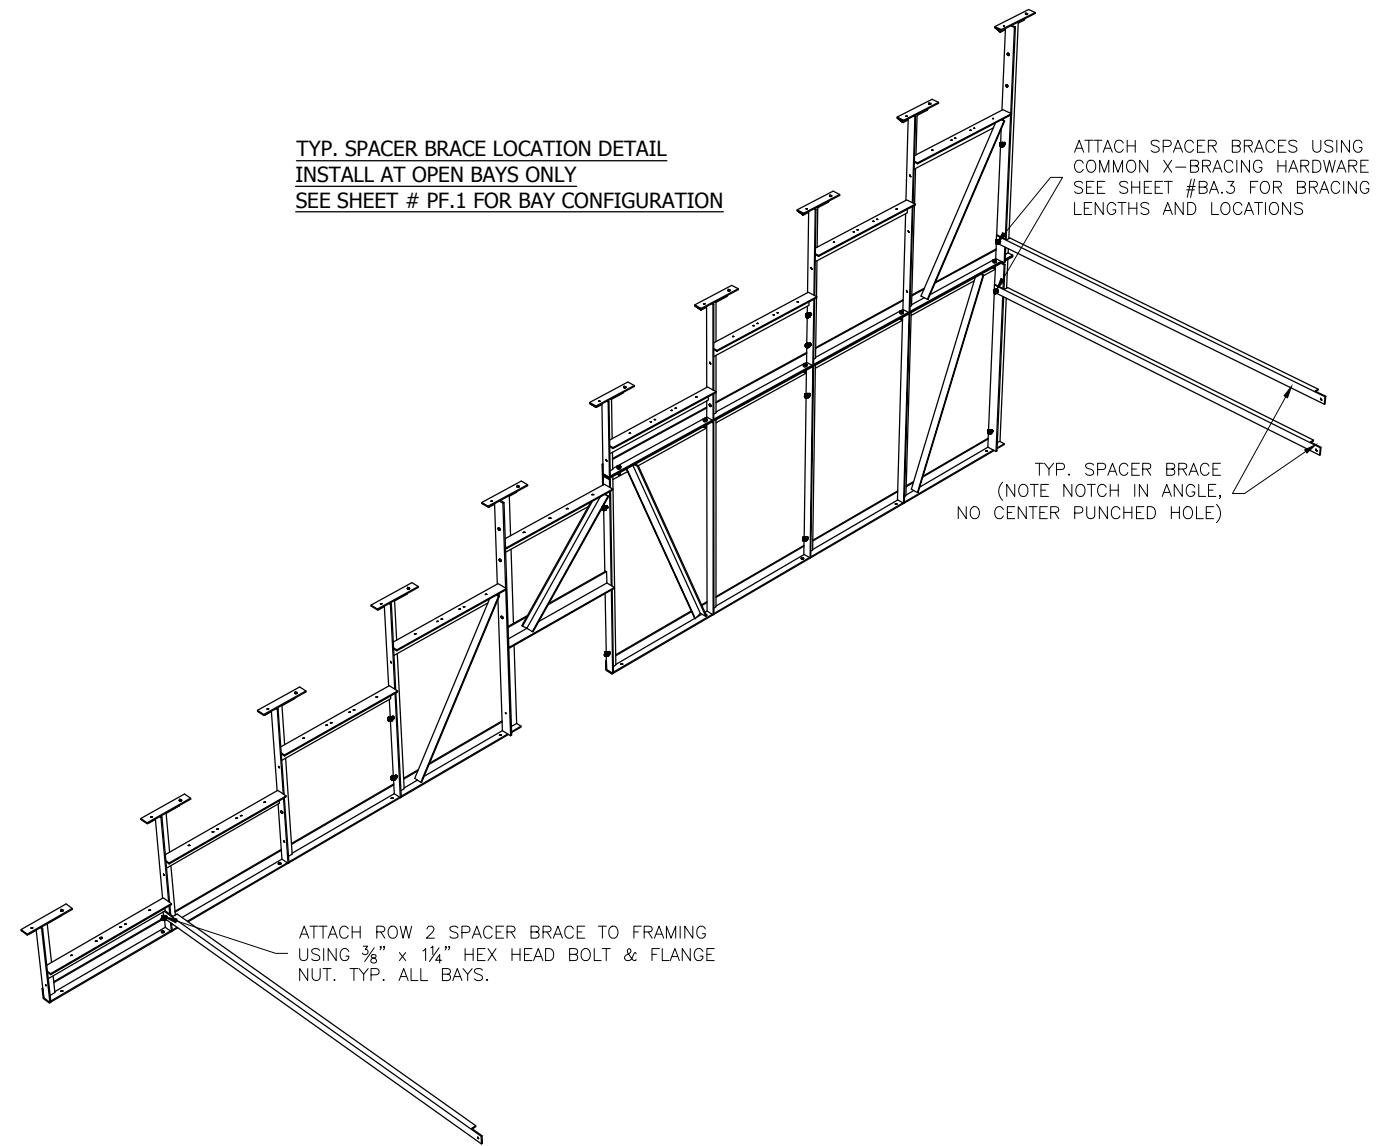 TYP. SPACER BRACE LOCATION DETAIL
INSTALL AT OPEN BAYS ONLY
SEE SHEET # PF.1 FOR BAY CONFIGURATION
ATTACH SPACER BRACES USING
COMMON X-BRACING HARDWARE
SEE SHEET #BA.3 FOR BRACING
LENGTHS AND LOCATIONS
TYP. SPACER BRACE
(NOTE NOTCH IN ANGLE,
NO CENTER PUNCHED HOLE)
ATTACH ROW 2 SPACER BRACE TO FRAMING
USING ⅜" x 1¼" HEX HEAD BOLT & FLANGE
NUT. TYP. ALL BAYS.